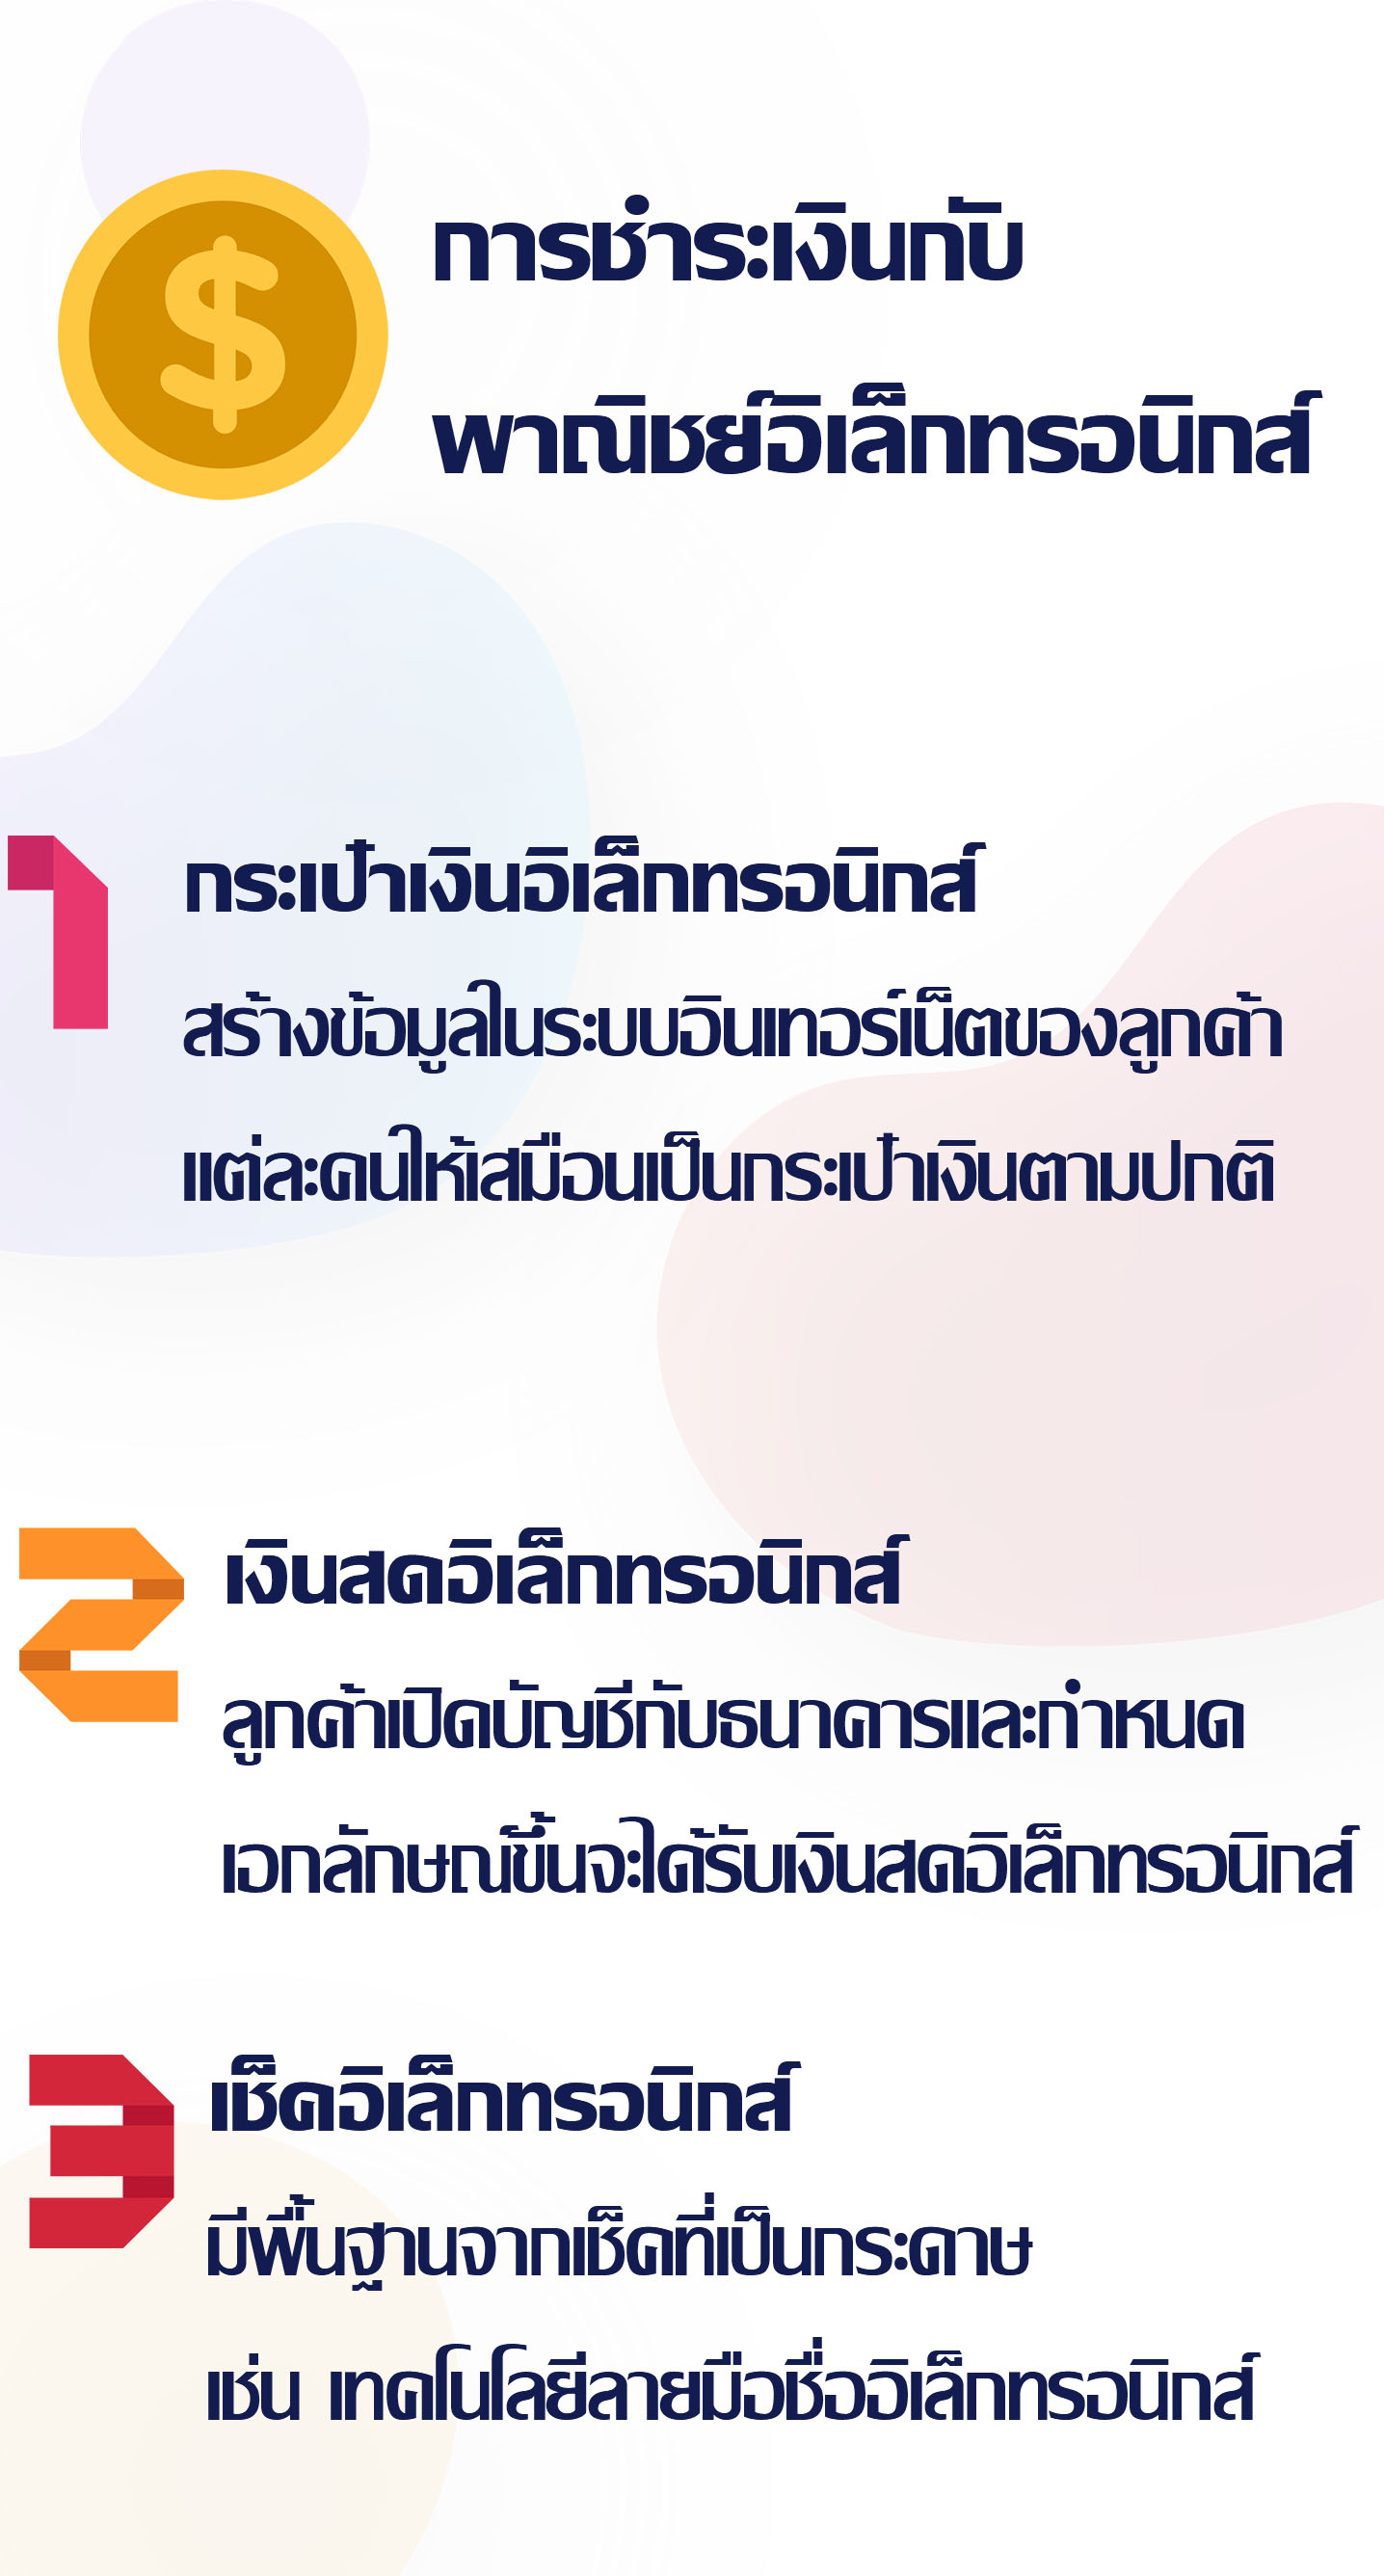 การชำระเงินกับ
พาณิชย์อิเล็กทรอนิกส์
1
กระเป๋าเงินอิเล็กทรอนิกส์
สร้างข้อมูลในระบบอินเทอร์เน็ตของลูกค้า
แต่ละคนให้เสมือนเป็นกระเป๋าเงินตามปกติ
2
เงินสดอิเล็กทรอนิกส์
ลูกค้าเปิดบัญชีกับธนาคารและกำหนด
เอกลักษณ์ขึ้นจะได้รับเงินสดอิเล็กทรอนิกส์
3
เช็คอิเล็กทรอนิกส์
มีพื้นฐานจากเช็คที่เป็นกระดาษ
เช่น เทคโนโลยีลายมือชื่ออิเล็กทรอนิกส์